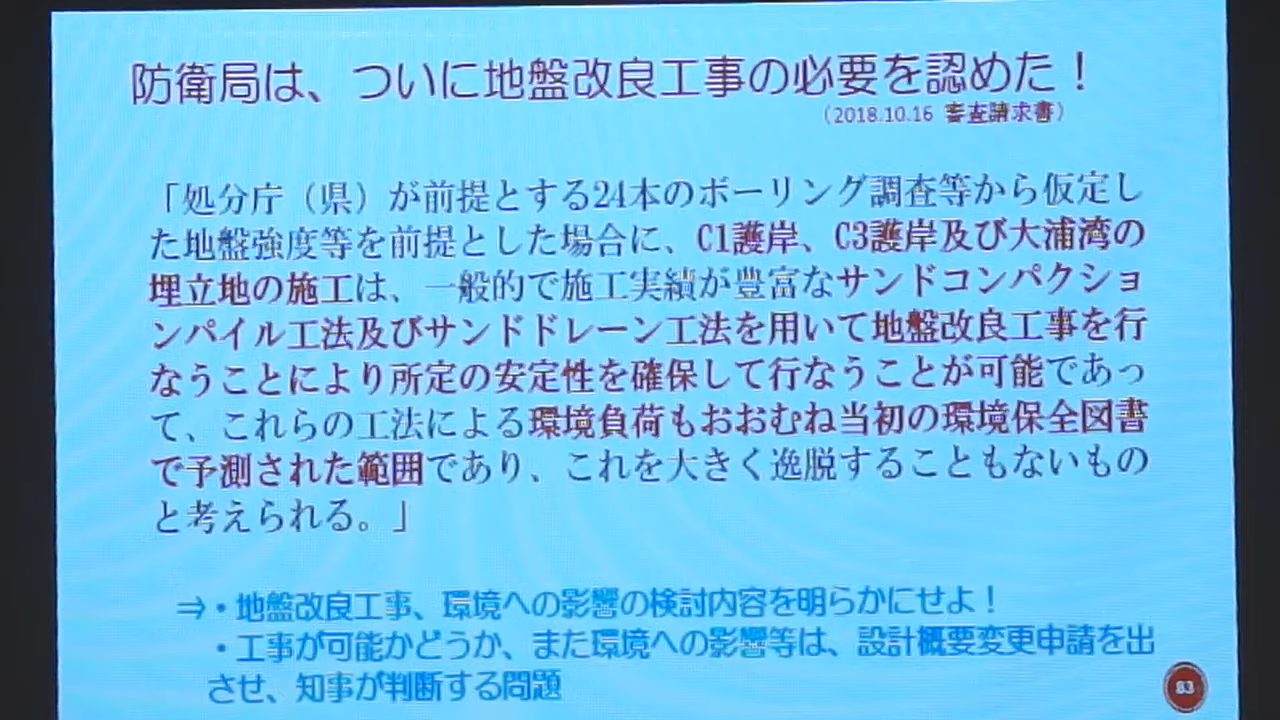 防衛局は、ついに地盤改良工事の必要を認めた！
（2018.10.16 審査請求書）
「処分庁（県）が前提とする24本のボーリング調査等から仮定し
た地盤強度等を前提とした場合に、C1護岸、C3護岸及び大浦湾の
埋立地の施工は、一般的で施工実績が豊富なサンドコンパクショ
ンパイル工法及びサンドドレーン工法を用いて地盤改良工事を行
なうことにより所定の安定性を確保して行なうことが可能であっ
て、これらの工法による環境負荷もおおむね当初の環境保全図書
で予測された範囲であり、これを大きく逸脱することもないもの
と考えられる。」
⇒・地盤改良工事、環境への影響の検討内容を明らかにせよ！
・工事が可能かどうか、また環境への影響等は、設計概要変更申請を出
させ、知事が判断する問題
83